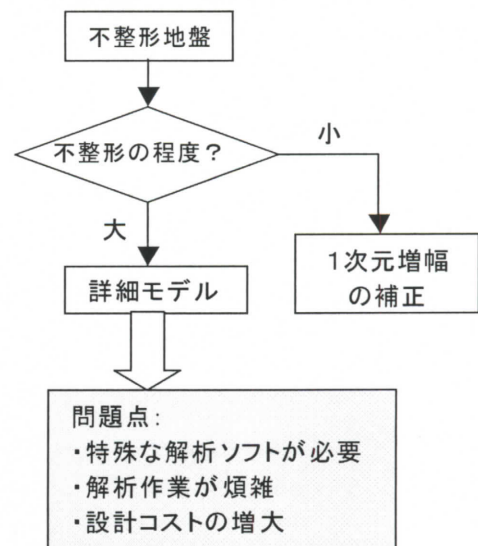 不整形地盤
不整形の程度？
小
大
1次元増幅
の補正
詳細モデル
問題点：
・特殊な解析ソフトが必要
・解析作業が煩雑
・設計コストの増大